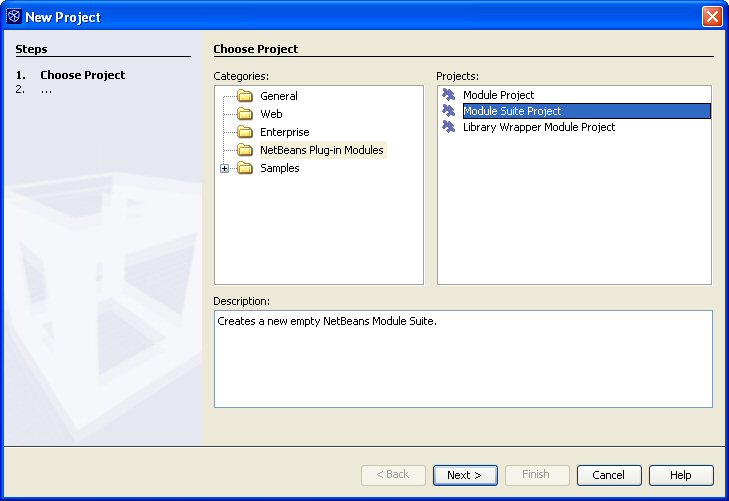 New Project
Steps
1. Choose Project
2. ...
Choose Project
Categories:
General
Web
Enterprise
NetBeans Plug-in Modules
Samples
Projects:
Module Project
Module Suite Project
Library Wrapper Module Project
Description:
Creates a new empty NetBeans Module Suite.
< Back Next > Finish Cancel Help